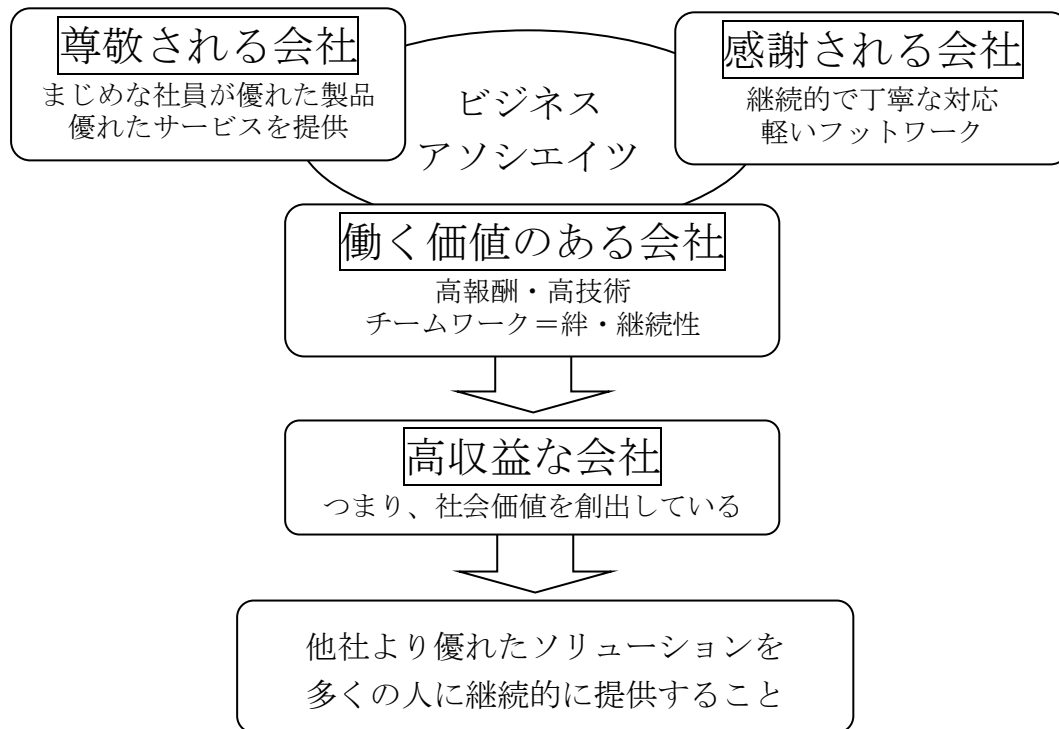 尊敬される会社
まじめな社員が優れた製品
優れたサービスを提供
ビジネス
アソシエイツ
感謝される会社
継続的で丁寧な対応
軽いフットワーク
働く価値のある会社
高報酬・高技術
チームワーク＝絆・継続性
高収益な会社
つまり、社会価値を創出している
他社より優れたソリューションを
多くの人に継続的に提供すること